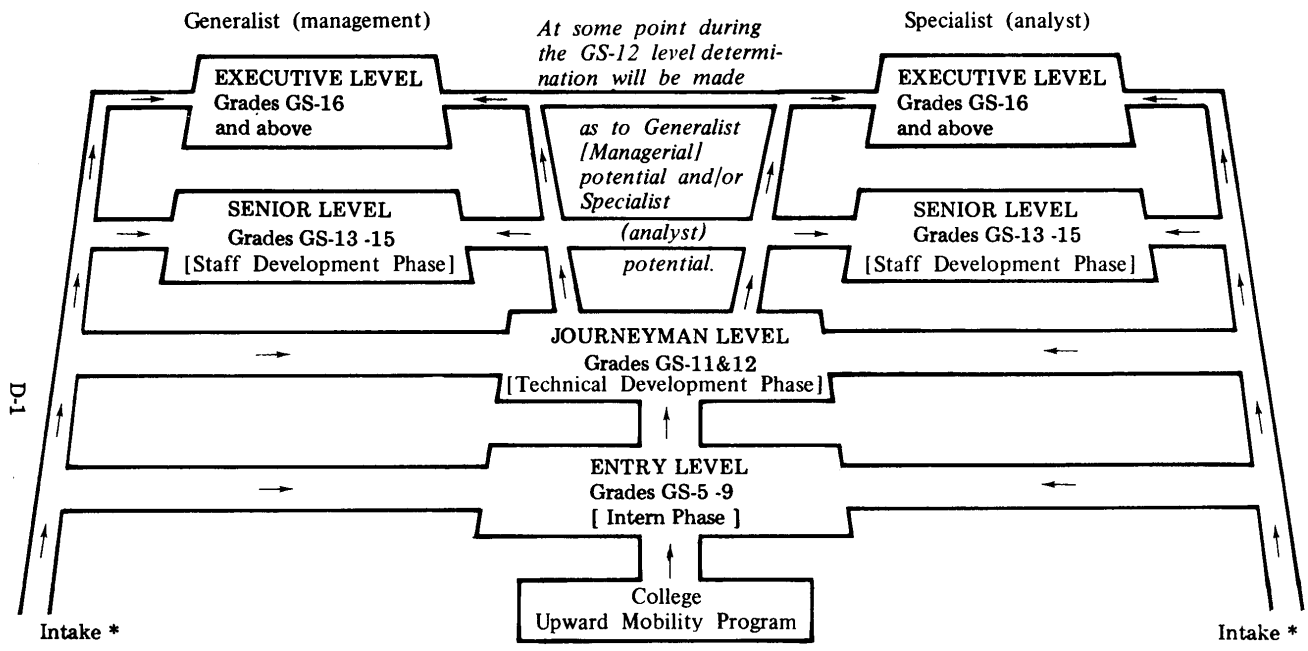 Generalist (management)
Specialist (analyst)
At some point during
the GS-12 level determi-
nation will be made
as to Generalist
[Managerial]
potential and/or
Specialist
(analyst)
potential.
EXECUTIVE LEVEL
Grades GS-16
and above
EXECUTIVE LEVEL
Grades GS-16
and above
SENIOR LEVEL
Grades GS-13 -15
[Staff Development Phase]
SENIOR LEVEL
Grades GS-13 -15
[Staff Development Phase]
JOURNEYMAN LEVEL
Grades GS-11&12
[Technical Development Phase]
D-1
ENTRY LEVEL
Grades GS-5 -9
[ Intern Phase ]
College
Upward Mobility Program
Intake *
Intake *